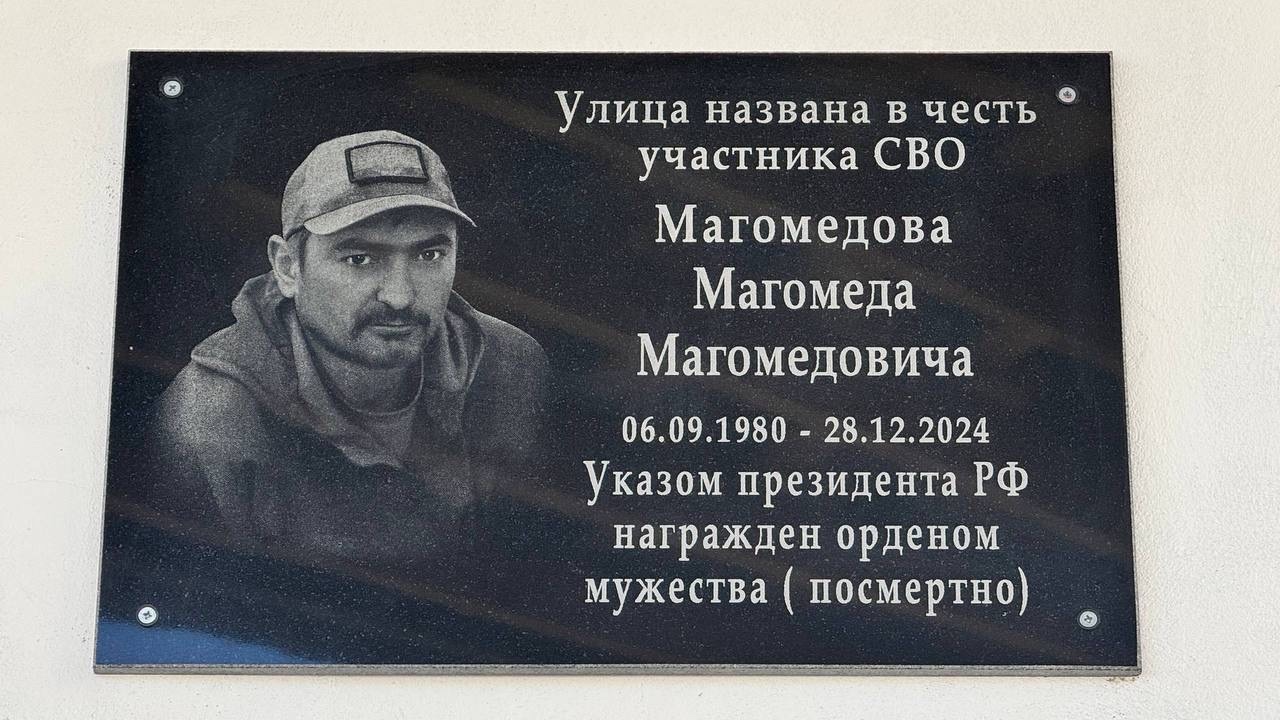 Улица названа в честь
участника СВО
Магомедова
Магомеда
Магомедовича
06.09.1980 - 28.12.2024
Указом президента РФ
награжден орденом
мужества ( посмертно)